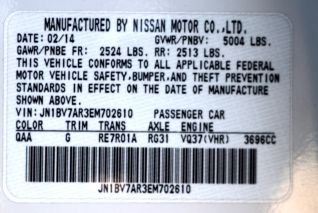 MANUFACTURED BY NISSAN MOTOR CO.,LTD.
DATE: 02/14 GVWR/PNBV: 5004 LBS.
GAWR/PNBE FR: 2524 LBS. RR: 2513 LBS.
THIS VEHICLE CONFORMS TO ALL APPLICABLE FEDERAL
MOTOR VEHICLE SAFETY,BUMPER,AND THEFT PREVENTION
STANDARDS IN EFFECT ON THE DATE OF MANUFACTURE
SHOWN ABOVE.
VIN: JN1BV7AR3EM702610 PASSENGER CAR
COLOR TRIM TRANS AXLE ENGINE
QAA G RE7R01A RG31 VQ37(VHR) 3696CC
JN1BV7AR3EM702610